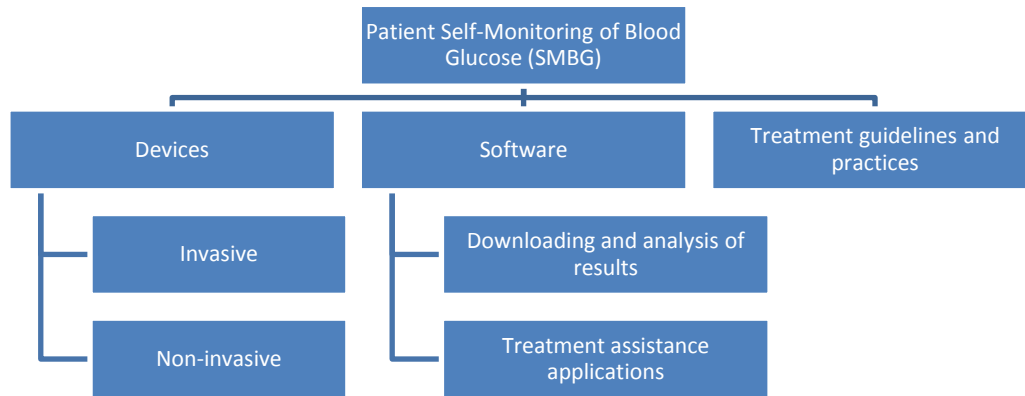 Patient Self-Monitoring of Blood
Glucose (SMBG)
Devices
Software
Treatment guidelines and
practices
Invasive
Downloading and analysis of
results
Non-invasive
Treatment assistance
applications